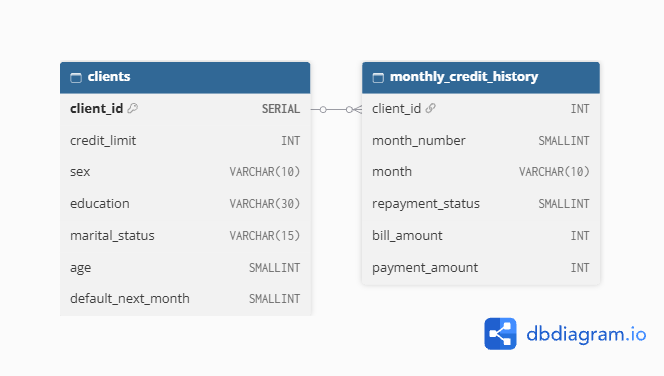 clients
client_id SERIAL
credit_limit INT
sex VARCHAR(10)
education VARCHAR(30)
marital_status VARCHAR(15)
age SMALLINT
default_next_month SMALLINT
monthly_credit_history
client_id INT
month_number SMALLINT
month VARCHAR(10)
repayment_status SMALLINT
bill_amount INT
payment_amount INT
dbdiagram.io